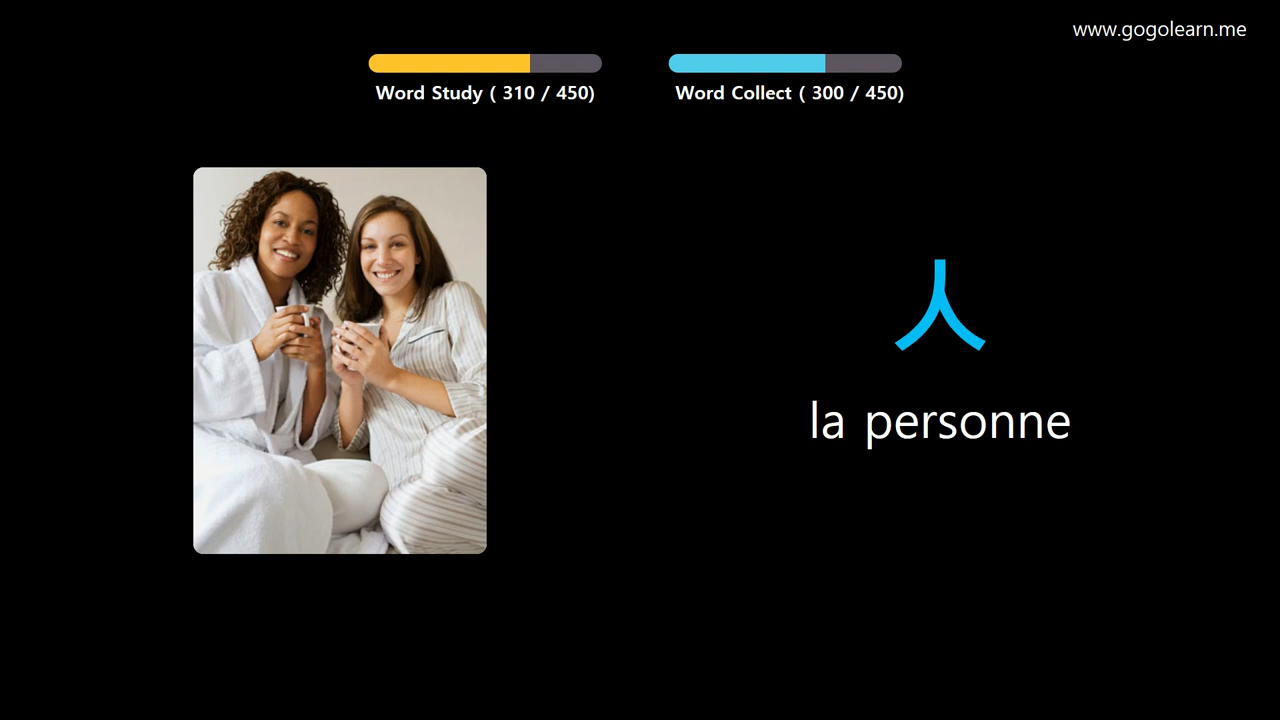 www.gogolearn.me
Word Study ( 310 / 450)
Word Collect ( 300 / 450)
人
la personne